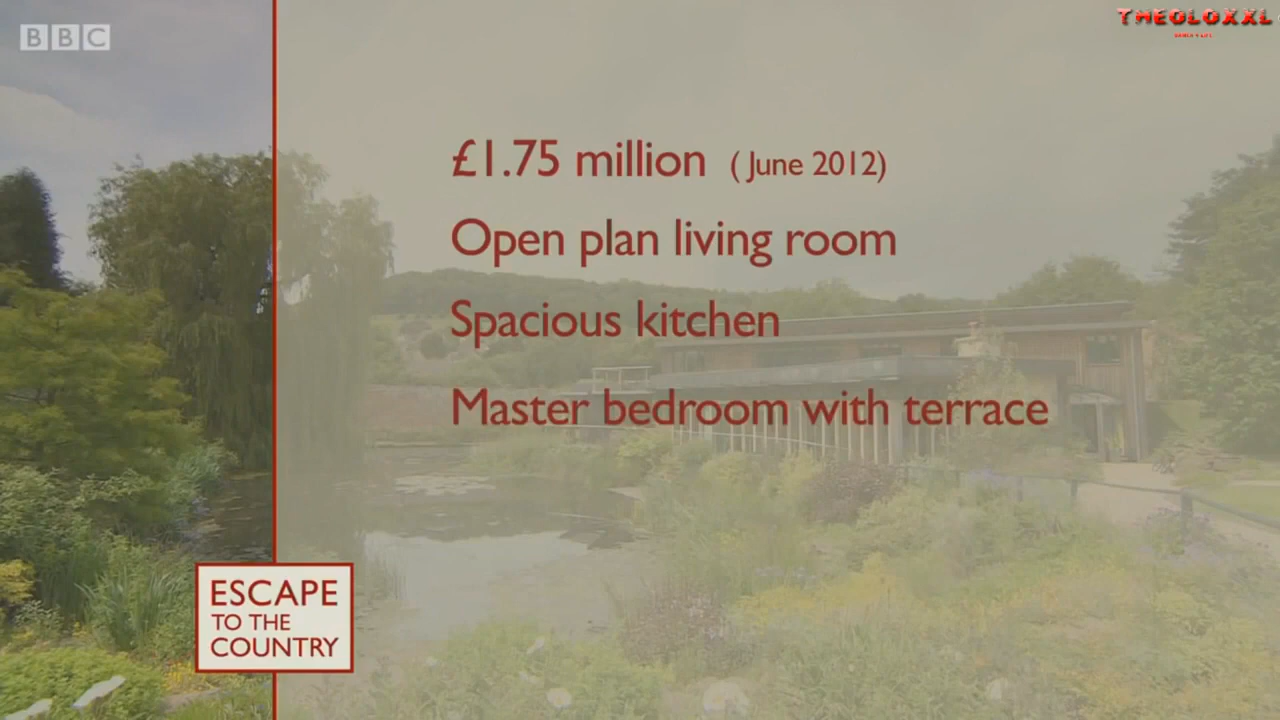 BBC
THEOLOXXL
£1.75 million (June 2012)
Open plan living room
Spacious kitchen
Master bedroom with terrace
ESCAPE
TO THE
COUNTRY